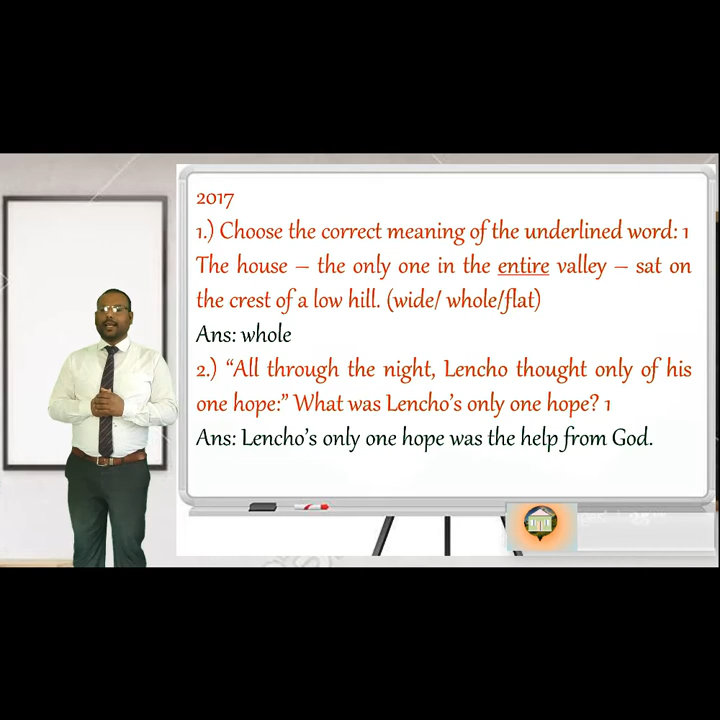 2017
1.) Choose the correct meaning of the underlined word: 1
The house – the only one in the entire valley – sat on
the crest of a low hill. (wide/ whole/flat)
Ans: whole
2.) “All through the night, Lencho thought only of his
one hope:” What was Lencho’s only one hope? 1
Ans: Lencho’s only one hope was the help from God.